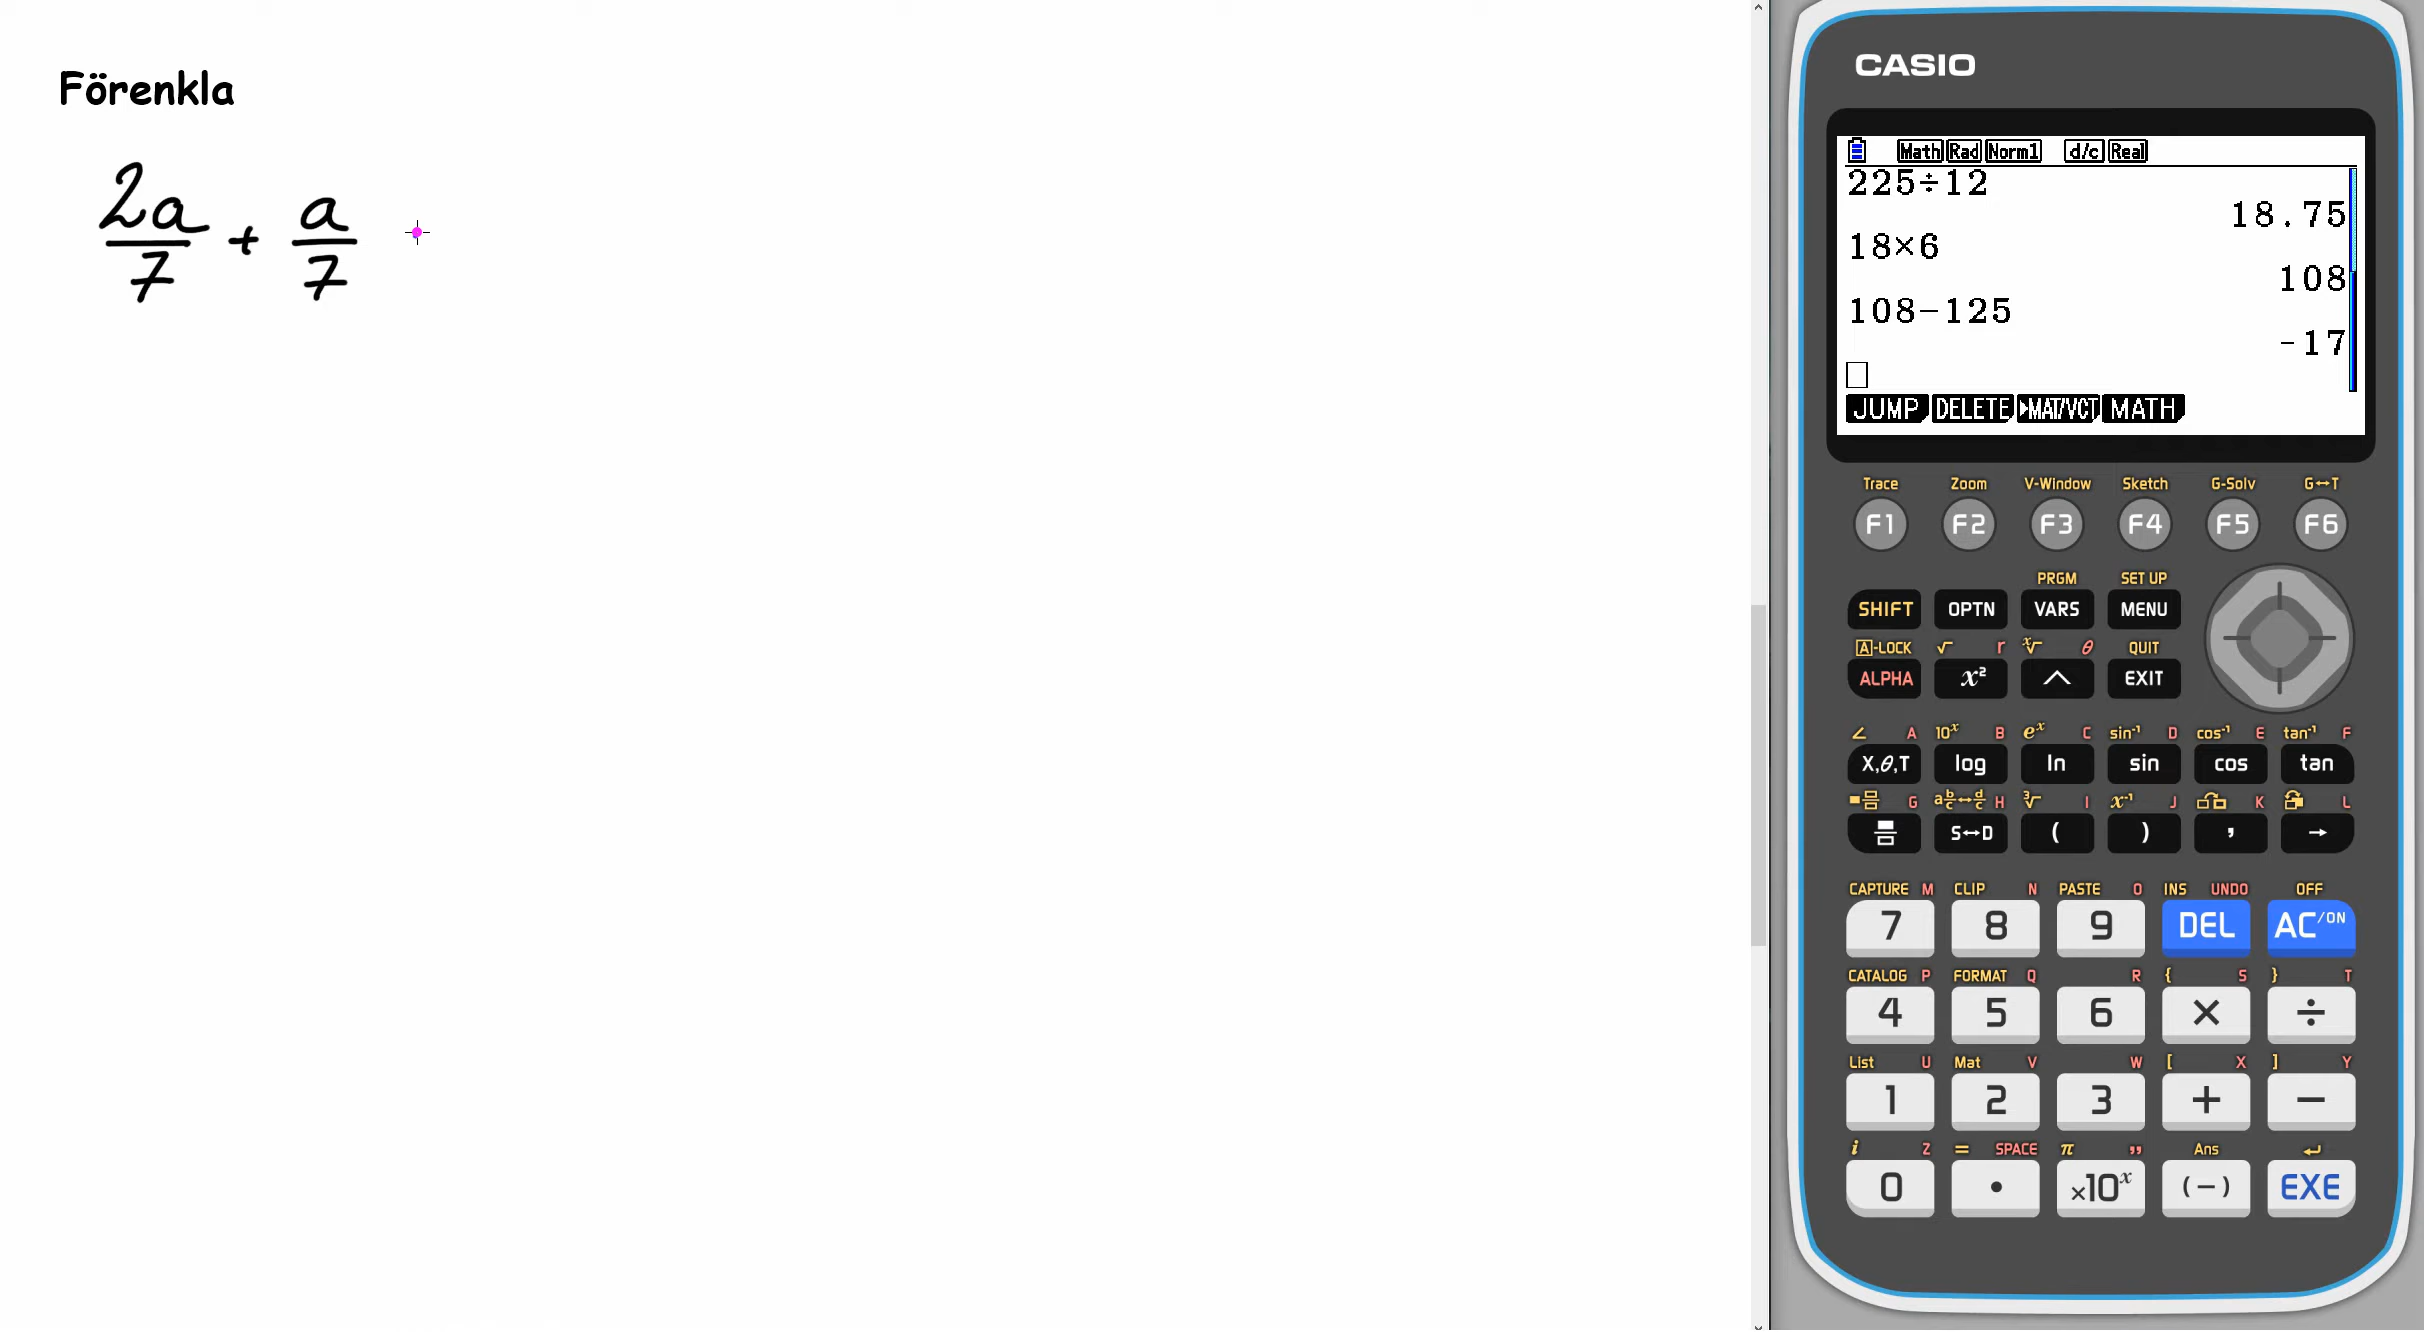 Förenkla
2a/7 + a/7
CASIO
Math Rad Norm1 d/c Real
225÷12
18.75
18×6
108
108-125
-17
JUMP DELETE ▶MAT/VCT MATH
Trace Zoom V-Window Sketch G-Solv G↔T
F1 F2 F3 F4 F5 F6
PRGM SET UP
SHIFT OPTN VARS MENU
A-LOCK √ r ˣ√ θ QUIT
ALPHA x² ^ EXIT
∠ A 10ˣ B eˣ C sin⁻¹ D cos⁻¹ E tan⁻¹ F
X,θ,T log ln sin cos tan
G a b/c↔d/c H ³√ I x⁻¹ J K L
S↔D ( ) , →
CAPTURE M CLIP N PASTE O INS UNDO OFF
7 8 9 DEL AC/ON
CATALOG P FORMAT Q R { S } T
4 5 6 × ÷
List U Mat V W [ X ] Y
1 2 3 + −
i Z = SPACE π " Ans ↵
0 • ×10ˣ (−) EXE